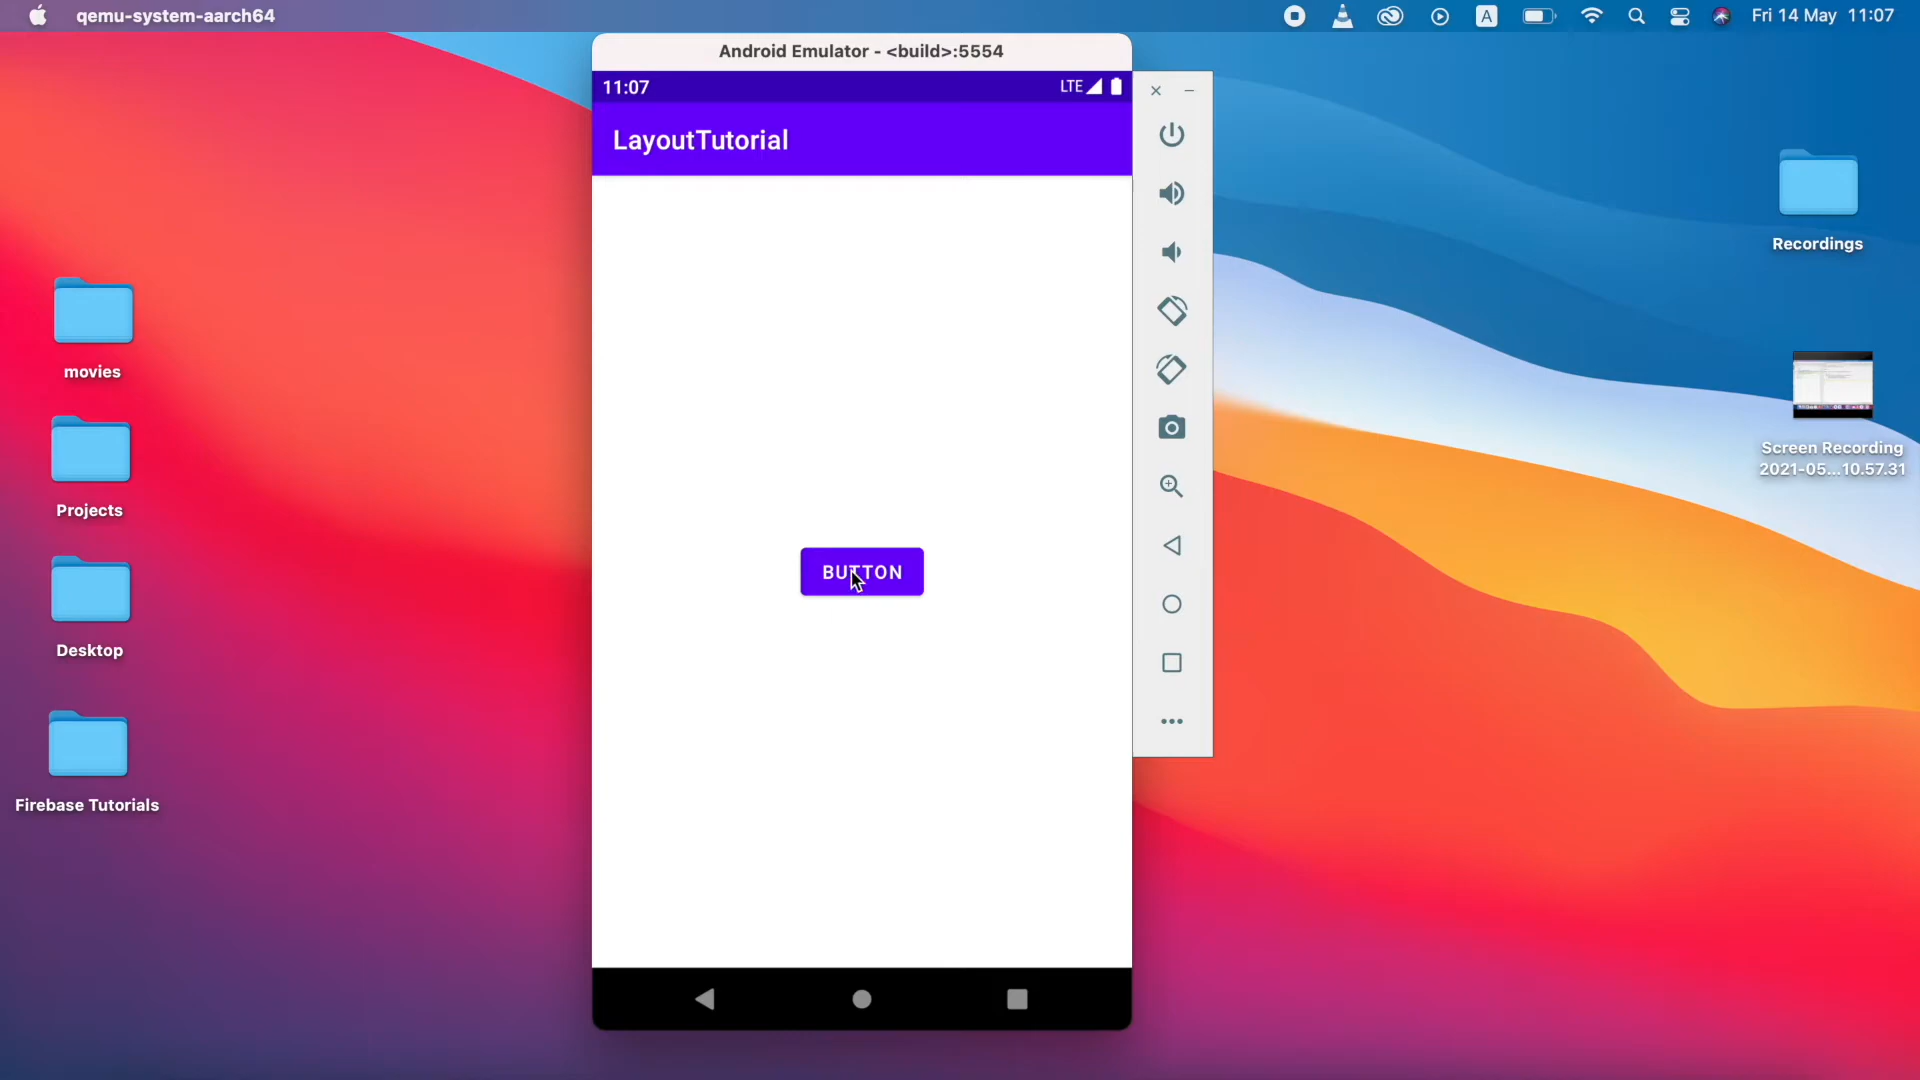 qemu-system-aarch64
A
Fri 14 May 11:07
Android Emulator - <build>:5554
11:07
LTE
LayoutTutorial
BUTTON
movies
Projects
Desktop
Firebase Tutorials
Recordings
Screen Recording
2021-05...10.57.31